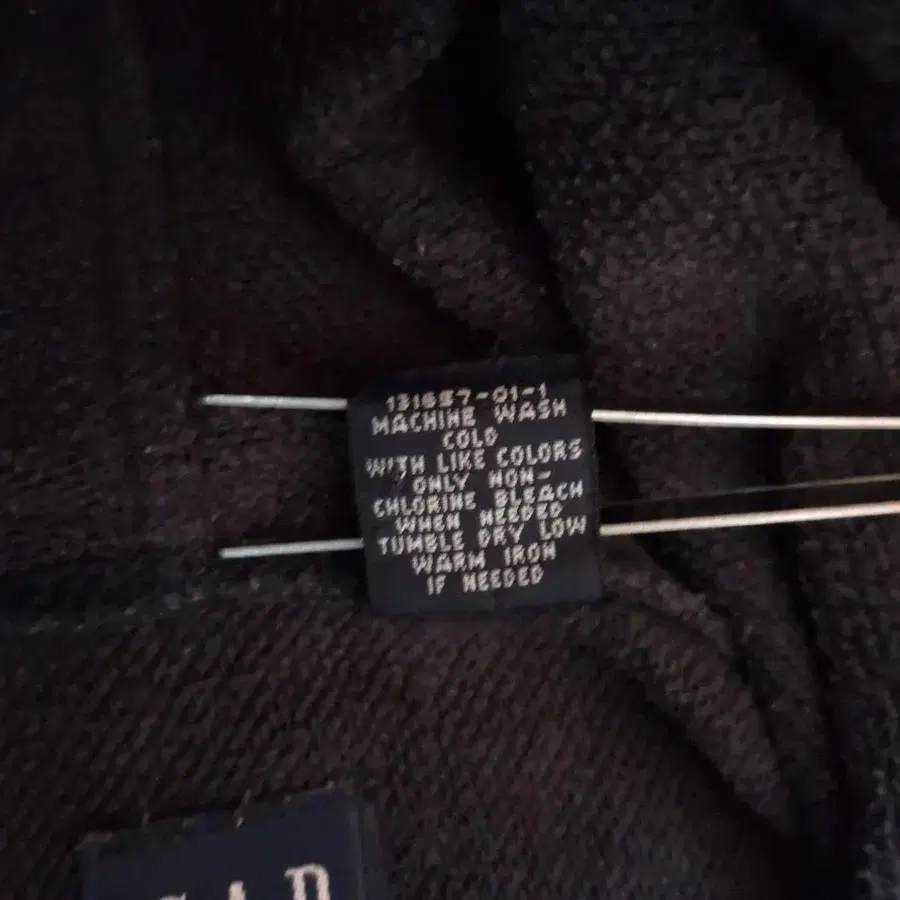 131657-01-1
MACHINE WASH
COLD
WITH LIKE COLORS
ONLY NON-
CHLORINE BLEACH
WHEN NEEDED
TUMBLE DRY LOW
WARM IRON
IF NEEDED
GAP